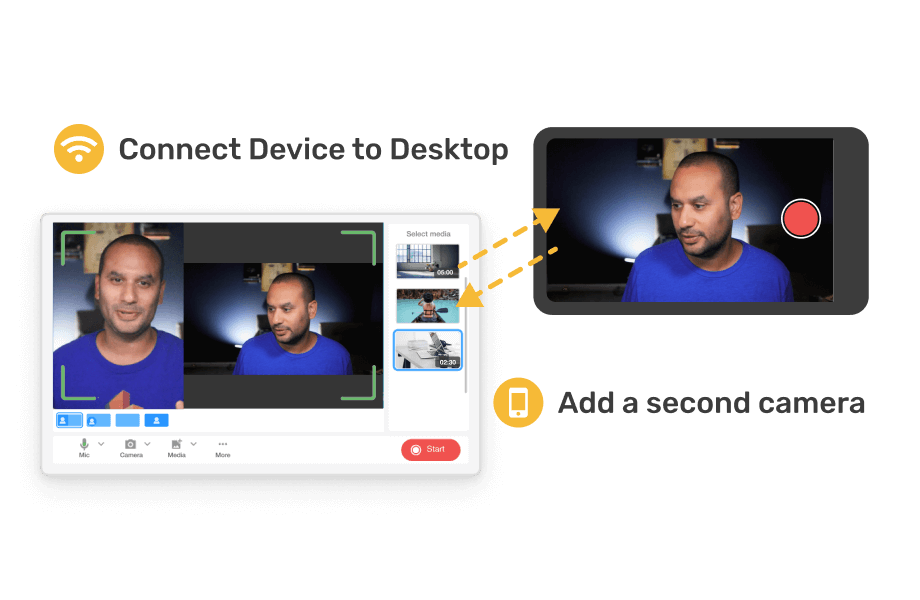 Connect Device to Desktop
Select media
05:00
02:30
Mic
Camera
Media
More
Start
Add a second camera